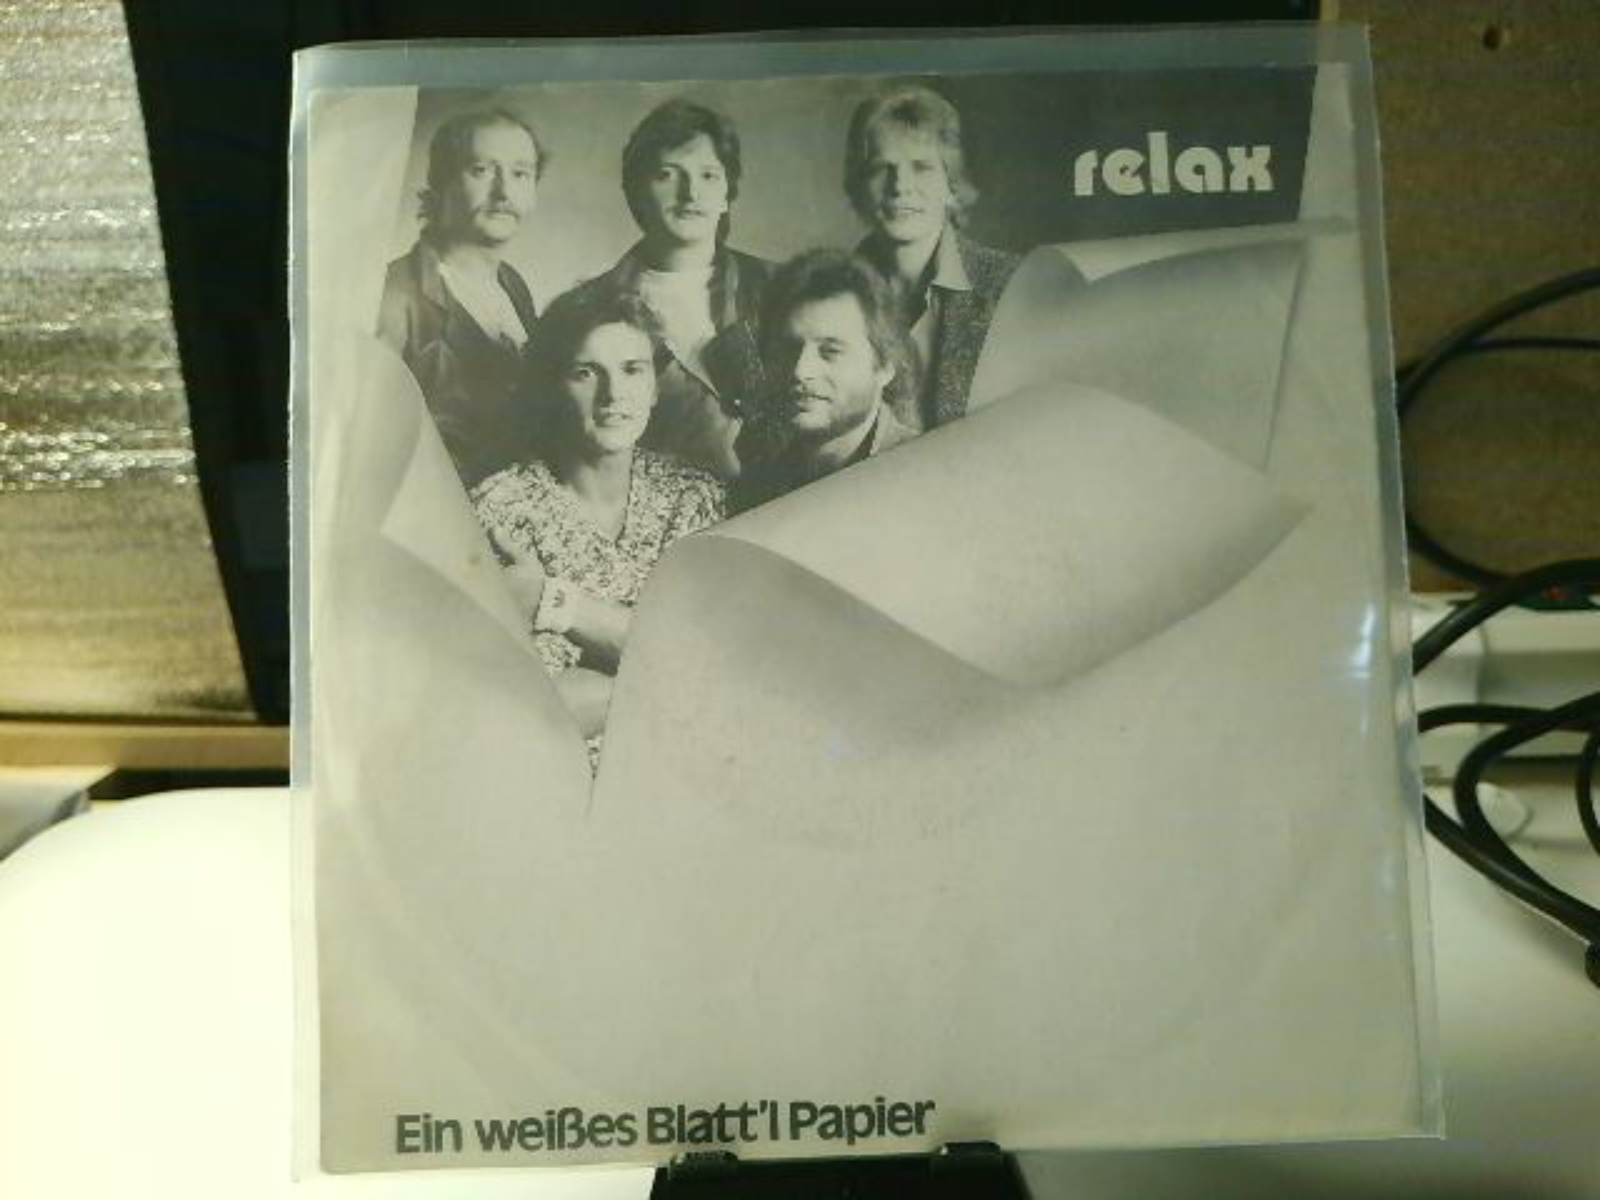 relax
Ein weißes Blatt'l Papier